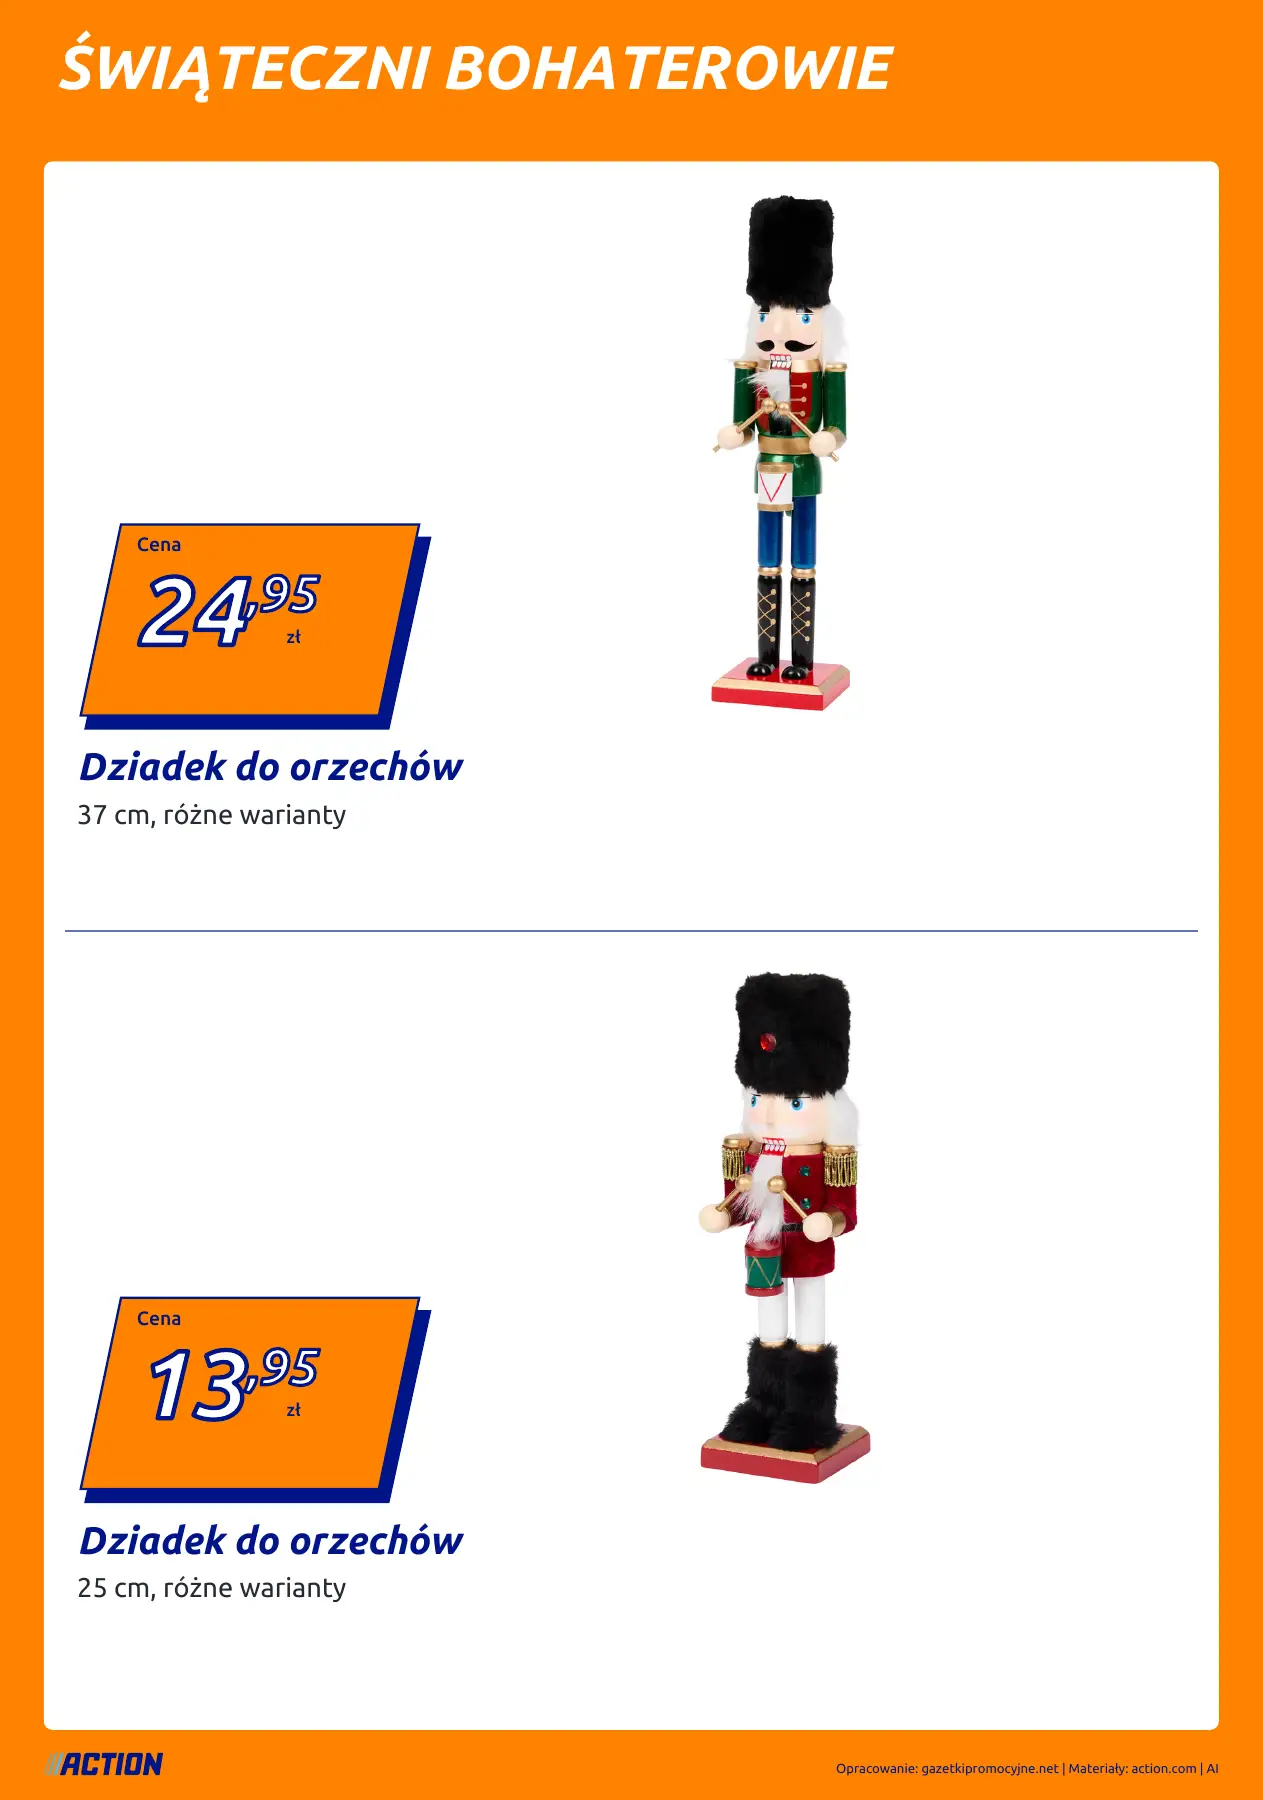 ŚWIĄTECZNI BOHATEROWIE
Cena
24,95
zł
Dziadek do orzechów
37 cm, różne warianty
Cena
13,95
zł
Dziadek do orzechów
25 cm, różne warianty
ACTION
Opracowanie: gazetkipromocyjne.net | Materiały: action.com | AI